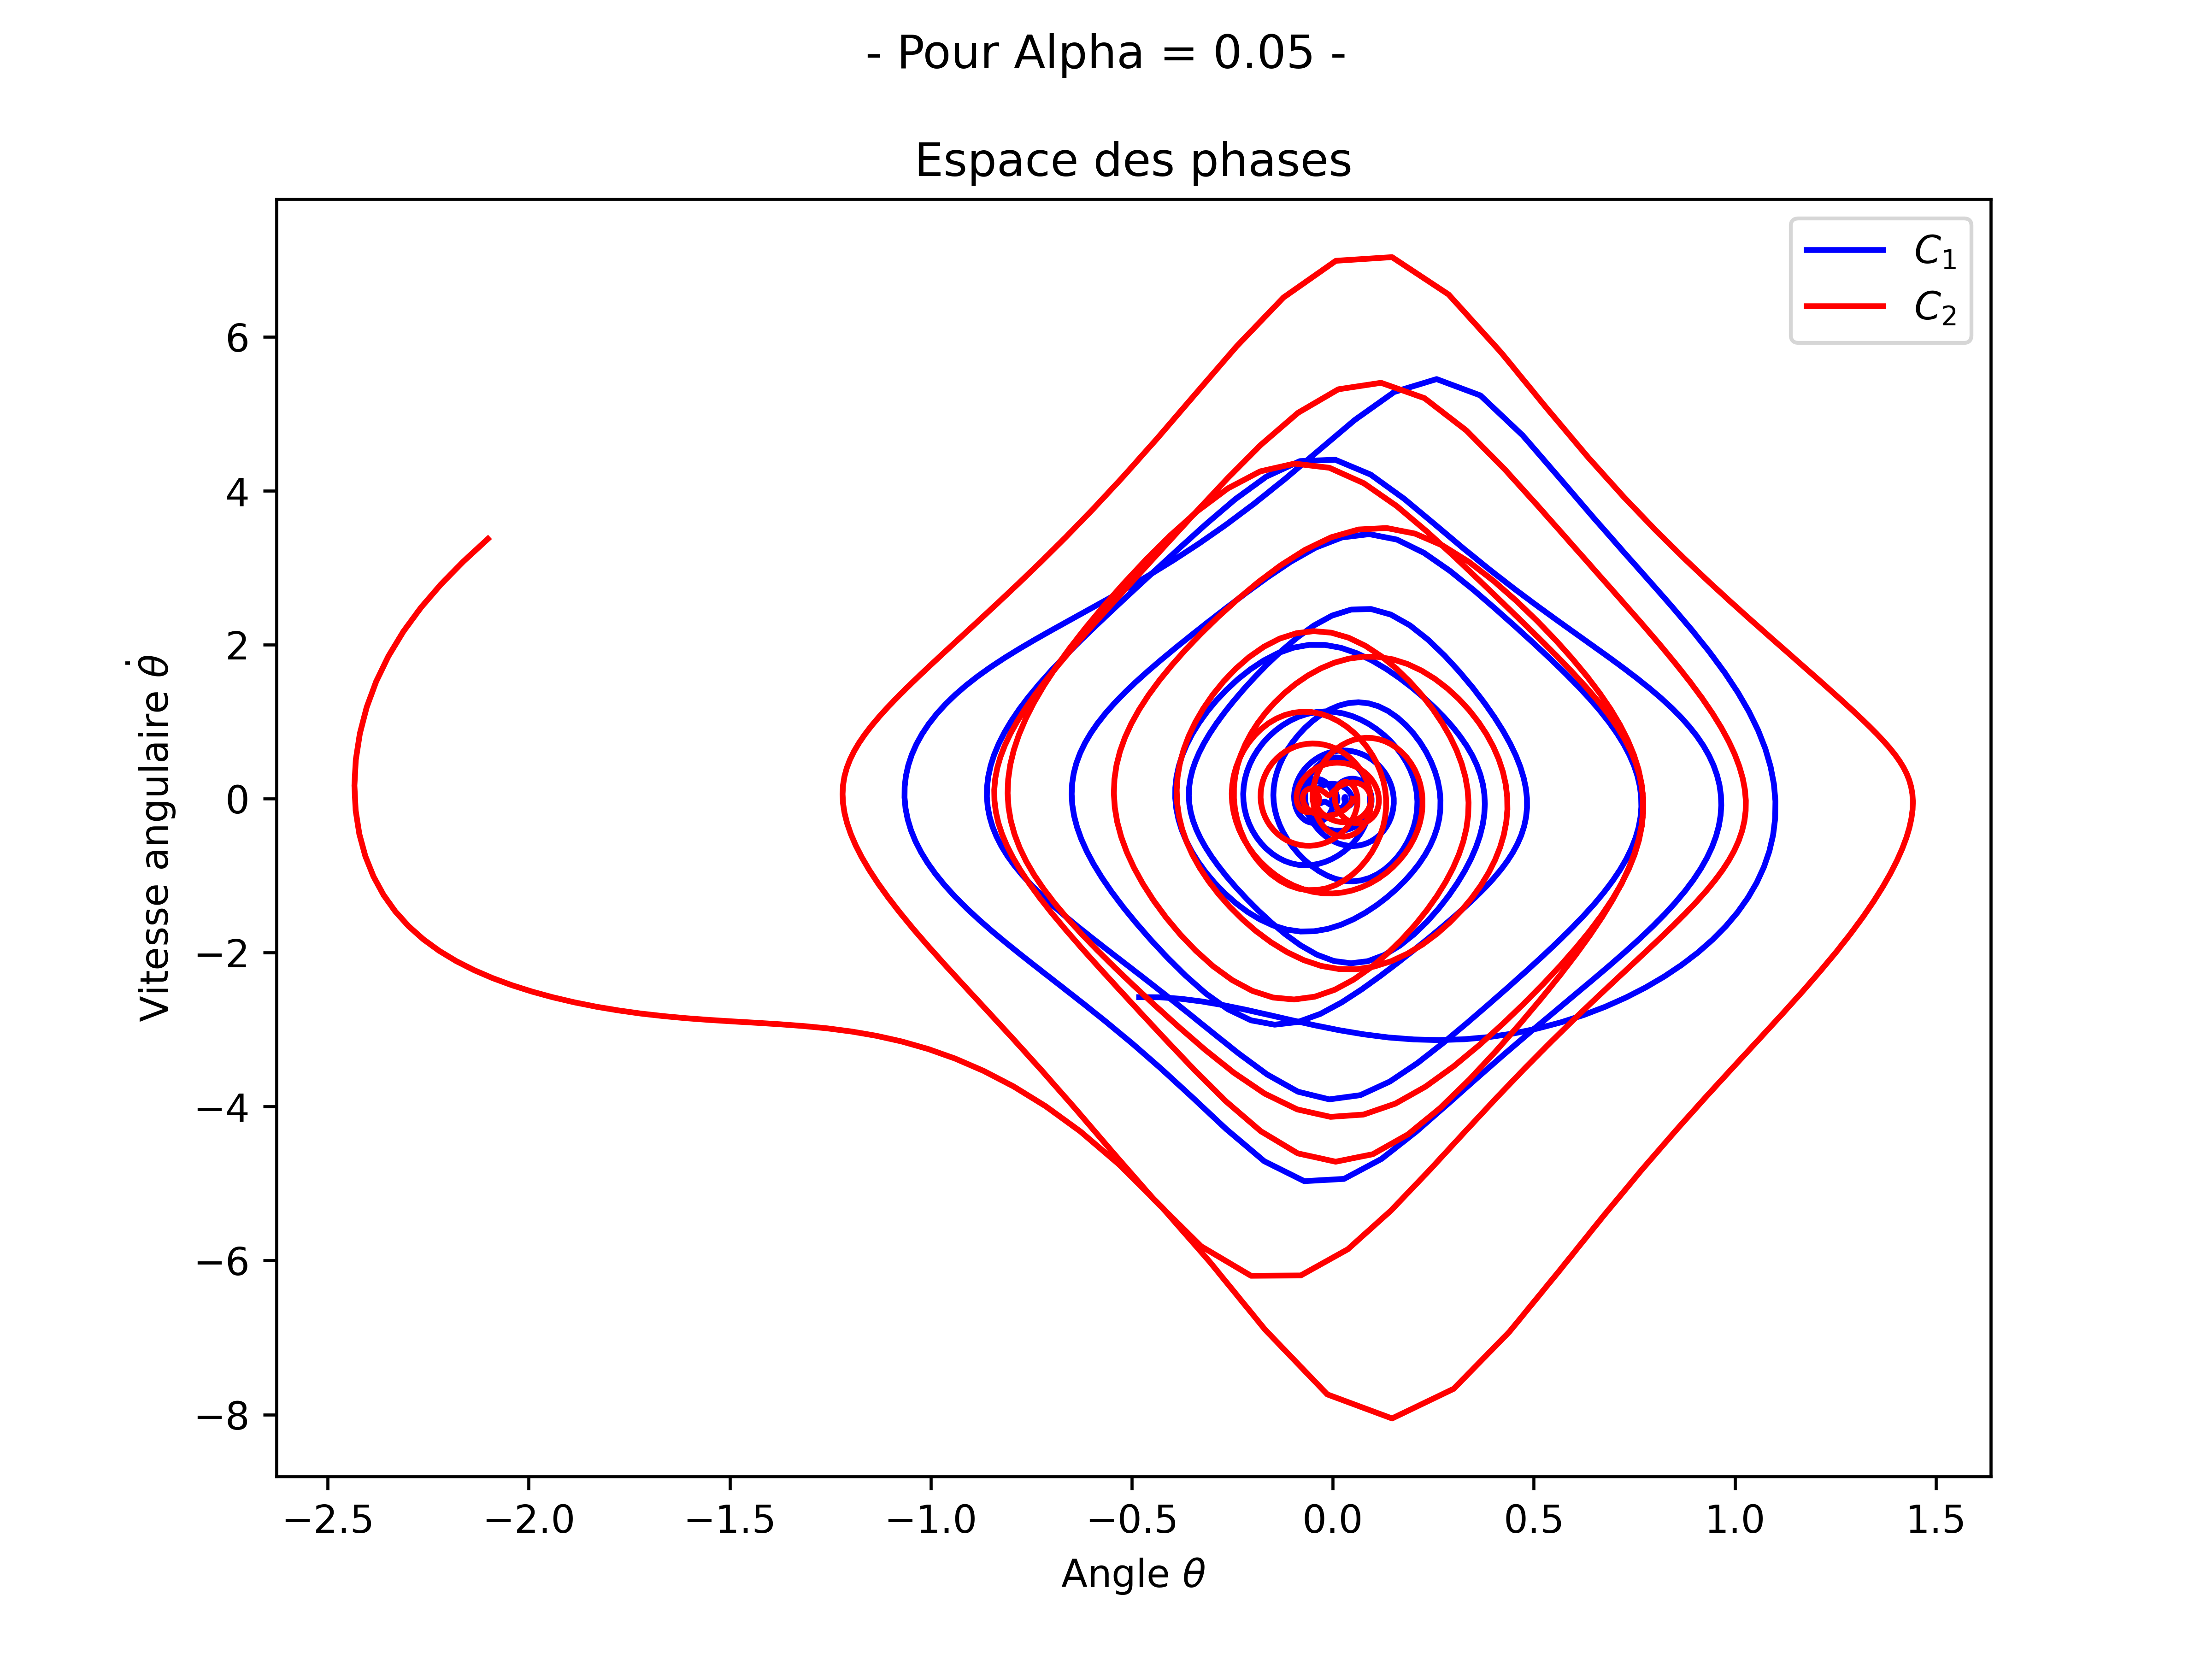 - Pour Alpha = 0.05 -
Espace des phases
C₁
C₂
6
4
2
0
−2
−4
−6
−8
Vitesse angulaire θ̇
−2.5 −2.0 −1.5 −1.0 −0.5 0.0 0.5 1.0 1.5
Angle θ